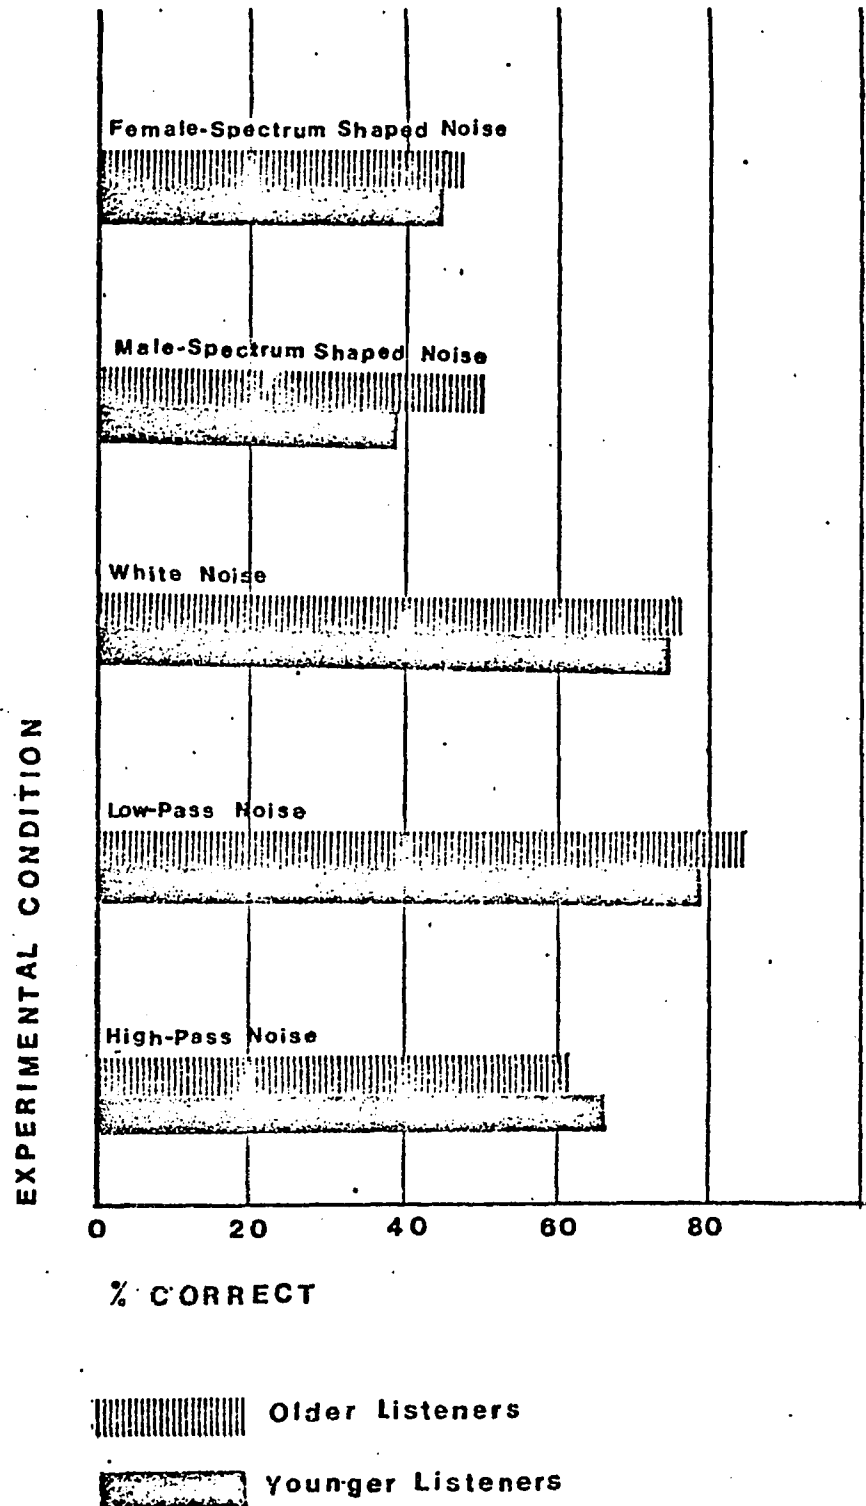 Female-Spectrum Shaped Noise
Male-Spectrum Shaped Noise
White Noise
Low-Pass Noise
High-Pass Noise
EXPERIMENTAL CONDITION
0 20 40 60 80
% CORRECT
Older Listeners
Younger Listeners